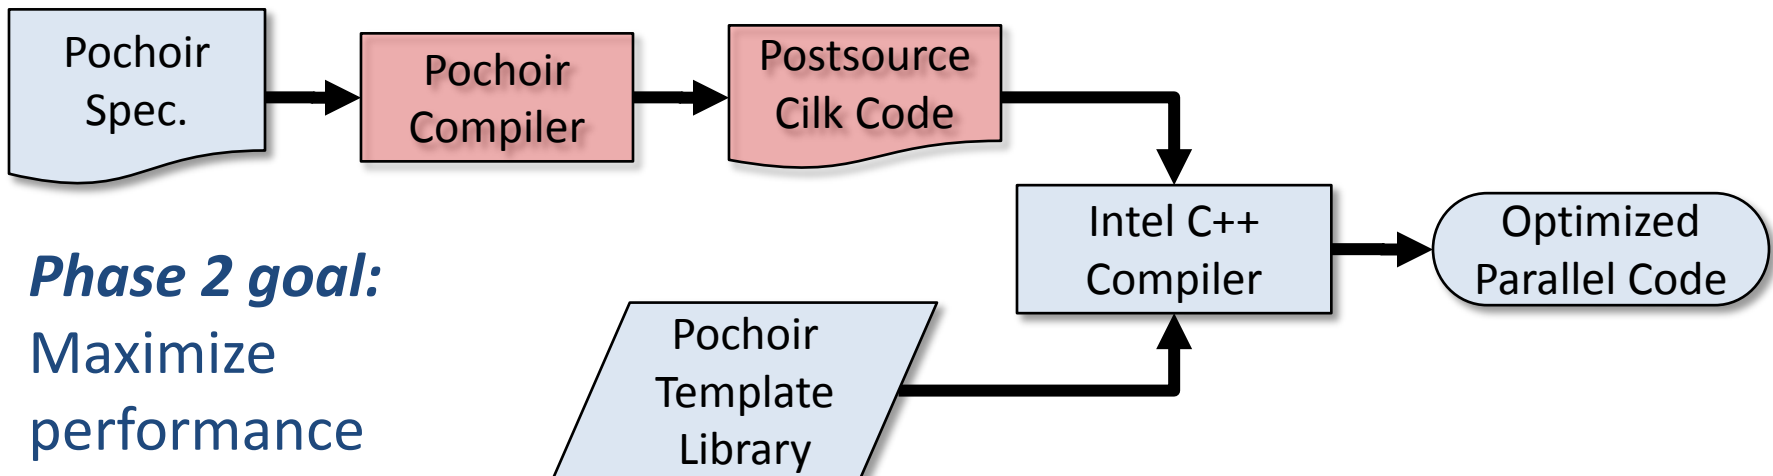 Pochoir
Spec.
Pochoir
Compiler
Postsource
Cilk Code
Intel C++
Compiler
Optimized
Parallel Code
Phase 2 goal:
Maximize
performance
Pochoir
Template
Library